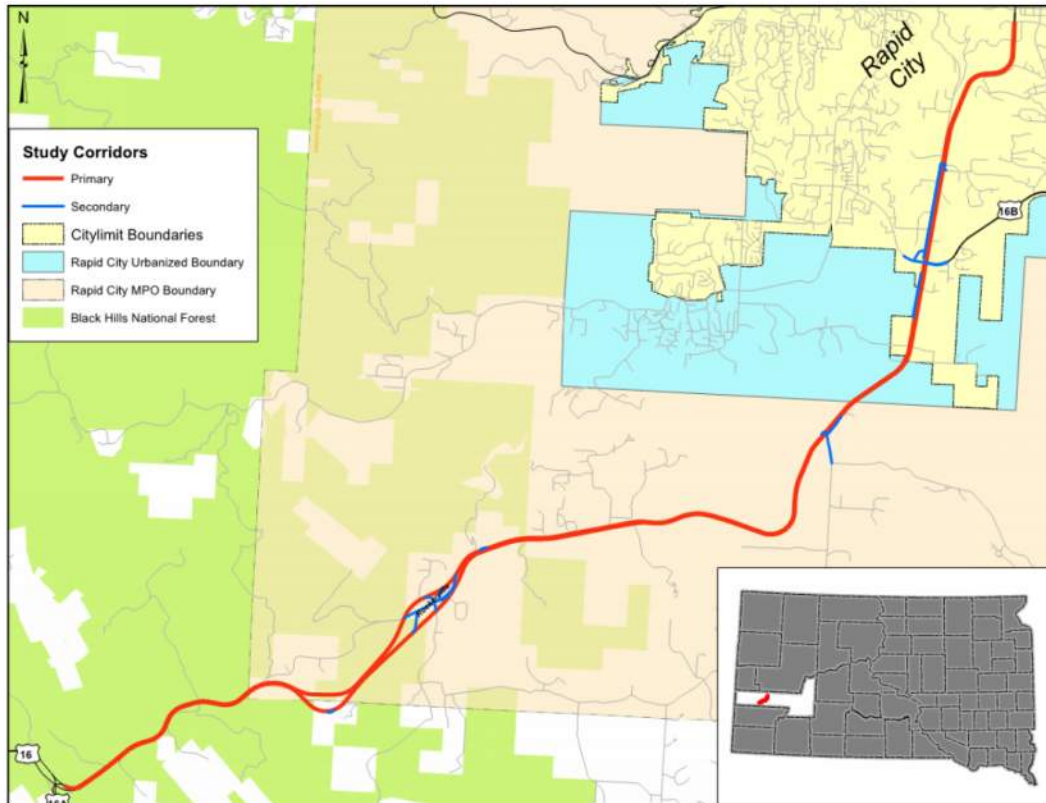 N
Rapid
City
Study Corridors
Primary
Secondary
Citylimit Boundaries
Rapid City Urbanized Boundary
Rapid City MPO Boundary
Black Hills National Forest
16B
16
16A